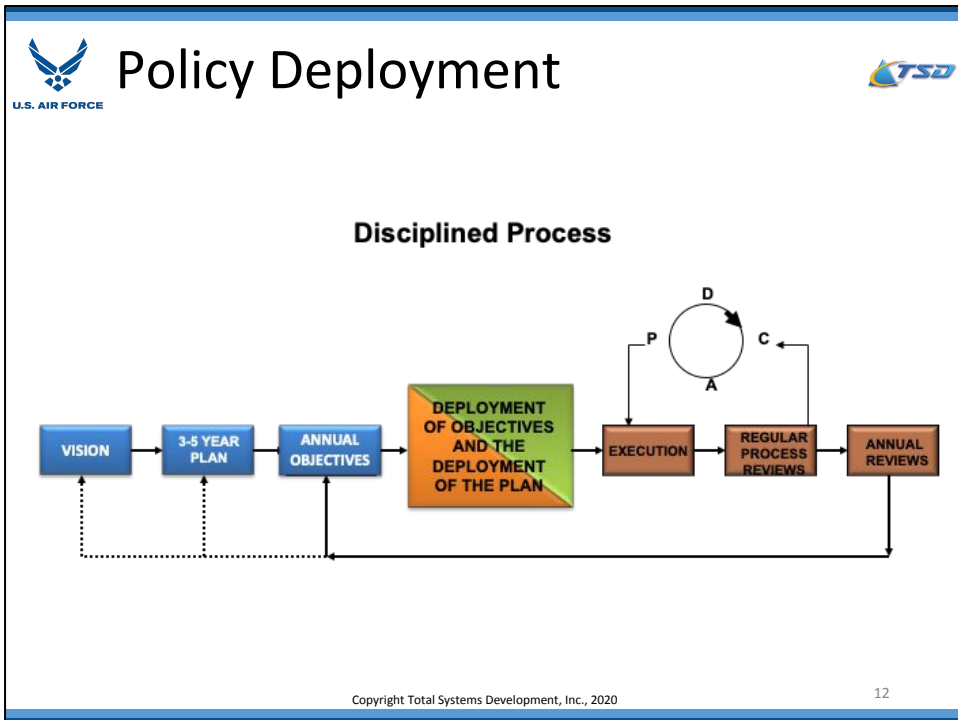 Policy Deployment
U.S. AIR FORCE
TSD
Disciplined Process
D
P
C
A
VISION
3-5 YEAR
PLAN
ANNUAL
OBJECTIVES
DEPLOYMENT
OF OBJECTIVES
AND THE
DEPLOYMENT
OF THE PLAN
EXECUTION
REGULAR
PROCESS
REVIEWS
ANNUAL
REVIEWS
Copyright Total Systems Development, Inc., 2020
12